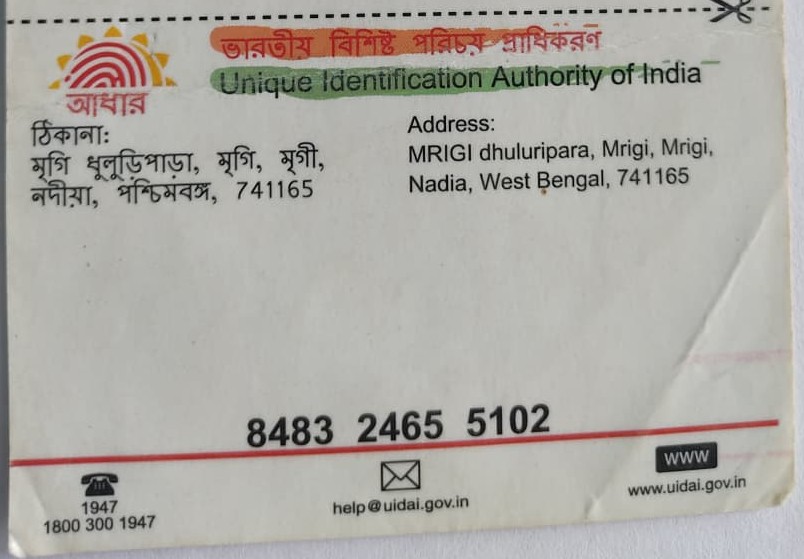 ভারতীয় বিশিষ্ট পরিচয় প্রাধিকরণ
Unique Identification Authority of India
আধার
ঠিকানা:
মৃগি ধূলুড়িপাড়া, মৃগি, মৃগী,
নদীয়া, পশ্চিমবঙ্গ, 741165
Address:
MRIGI dhuluripara, Mrigi, Mrigi,
Nadia, West Bengal, 741165
8483 2465 5102
1947
1800 300 1947
help@uidai.gov.in
www
www.uidai.gov.in